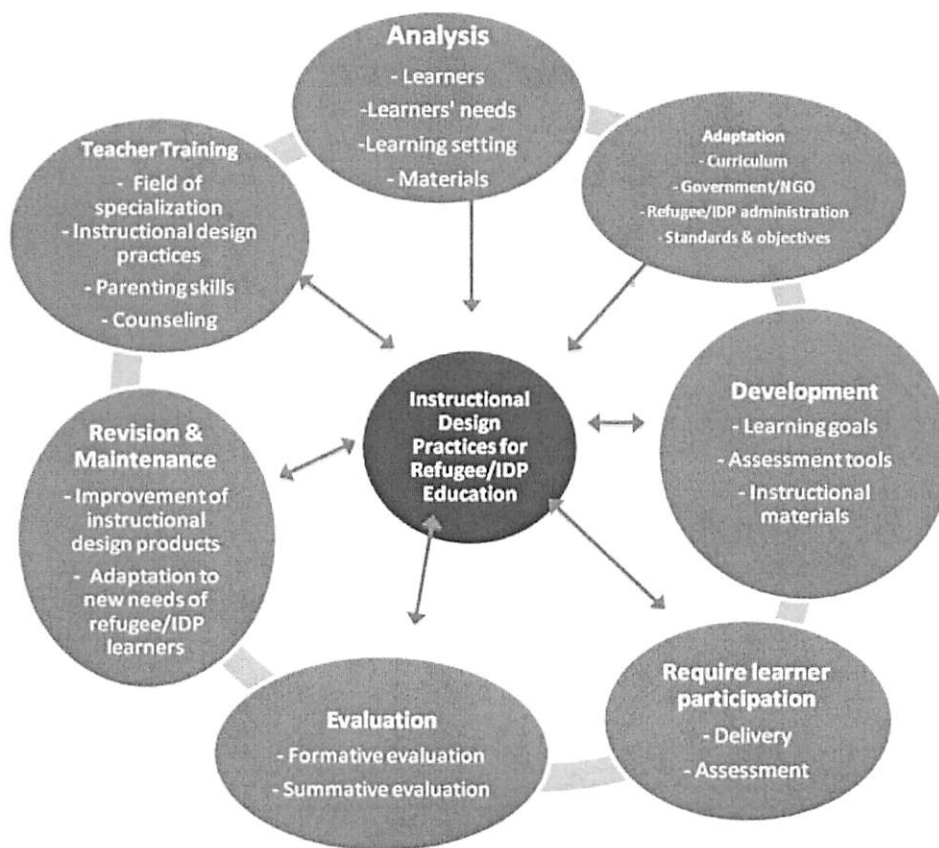 Analysis
- Learners
-Learners' needs
-Learning setting
- Materials
Adaptation
- Curriculum
- Government/NGO
-Refugee/IDP administration
- Standards & objectives
Development
- Learning goals
- Assessment tools
- Instructional
materials
Require learner
participation
- Delivery
- Assessment
Evaluation
- Formative evaluation
- Summative evaluation
Revision &
Maintenance
- Improvement of
instructional
design products
- Adaptation to
new needs of
refugee/IDP
learners
Teacher Training
- Field of
specialization
- Instructional design
practices
- Parenting skills
- Counseling
Instructional
Design
Practices for
Refugee/IDP
Education